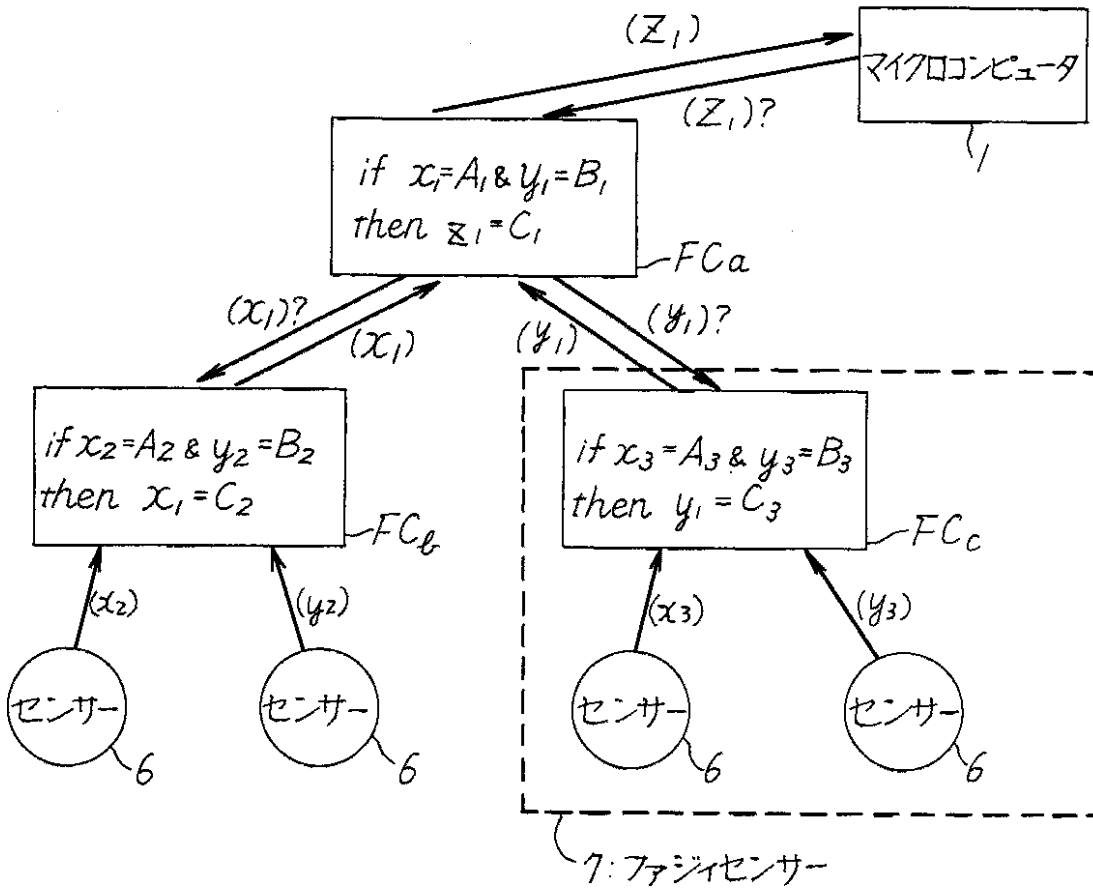 (Z₁)
マイクロコンピュータ
(Z₁)?
1
if x₁=A₁ & y₁=B₁
then z₁=C₁
FCa
(x₁)?
(x₁)
(y₁)
(y₁)?
if x₂=A₂ & y₂=B₂
then x₁=C₂
FCb
if x₃=A₃ & y₃=B₃
then y₁=C₃
FCc
(x₂)
(y₂)
(x₃)
(y₃)
センサー
センサー
センサー
センサー
6
6
6
6
7:ファジィセンサー